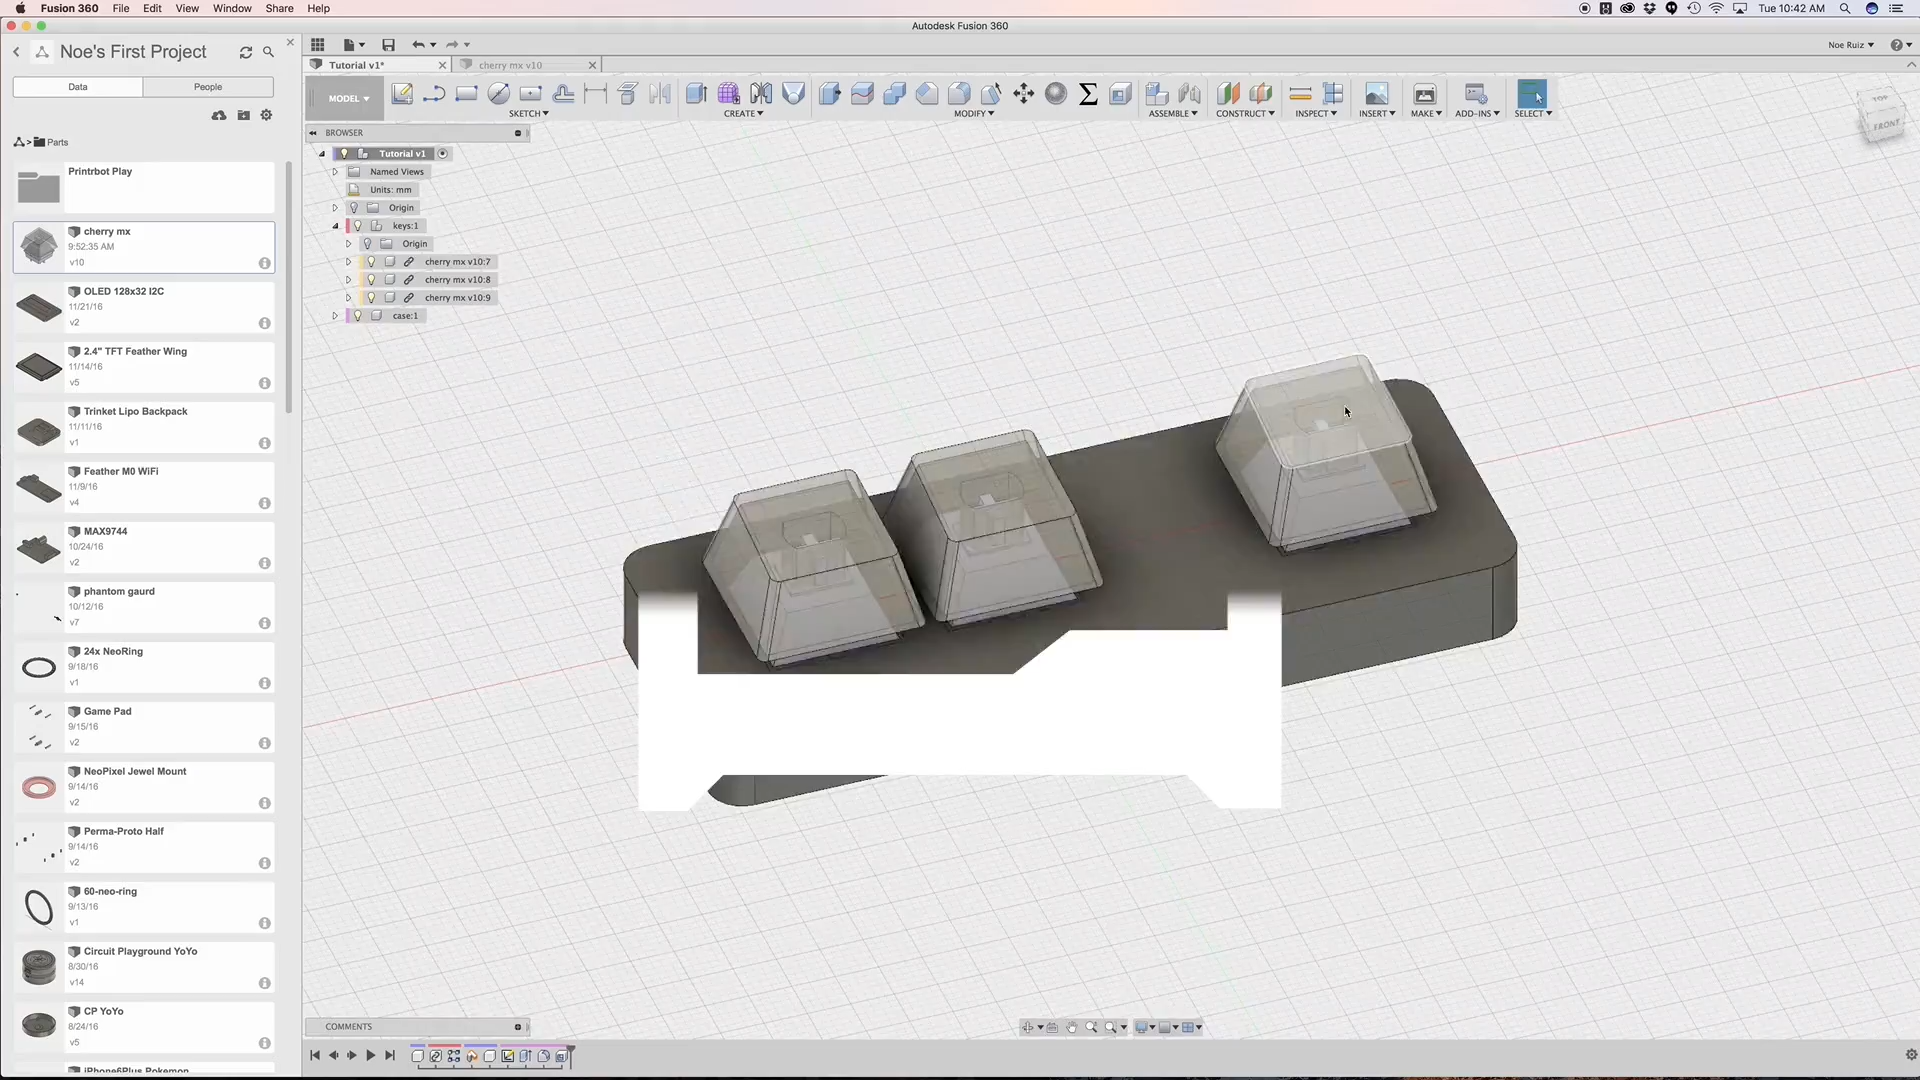 Fusion 360 File Edit View Window Share Help Tue 10:42 AM
Autodesk Fusion 360
Noe's First Project
Noe Ruiz
Data People
Tutorial v1* cherry mx v10
MODEL SKETCH CREATE MODIFY ASSEMBLE CONSTRUCT INSPECT INSERT MAKE ADD-INS SELECT
TOP
FRONT
Parts
BROWSER
Tutorial v1
Named Views
Units: mm
Origin
keys:1
Origin
cherry mx v10:7
cherry mx v10:8
cherry mx v10:9
case:1
Printrbot Play
cherry mx
9:52:35 AM
v10
OLED 128x32 I2C
11/21/16
v2
2.4" TFT Feather Wing
11/14/16
v5
Trinket Lipo Backpack
11/11/16
v1
Feather M0 WiFi
11/9/16
v4
MAX9744
10/24/16
v2
phantom gaurd
10/12/16
v7
24x NeoRing
9/18/16
v1
Game Pad
9/15/16
v2
NeoPixel Jewel Mount
9/14/16
v2
Perma-Proto Half
9/14/16
v2
60-neo-ring
9/13/16
v1
Circuit Playground YoYo
8/30/16
v14
CP YoYo
8/24/16
v5
iPhone6Plus Pokemon
COMMENTS